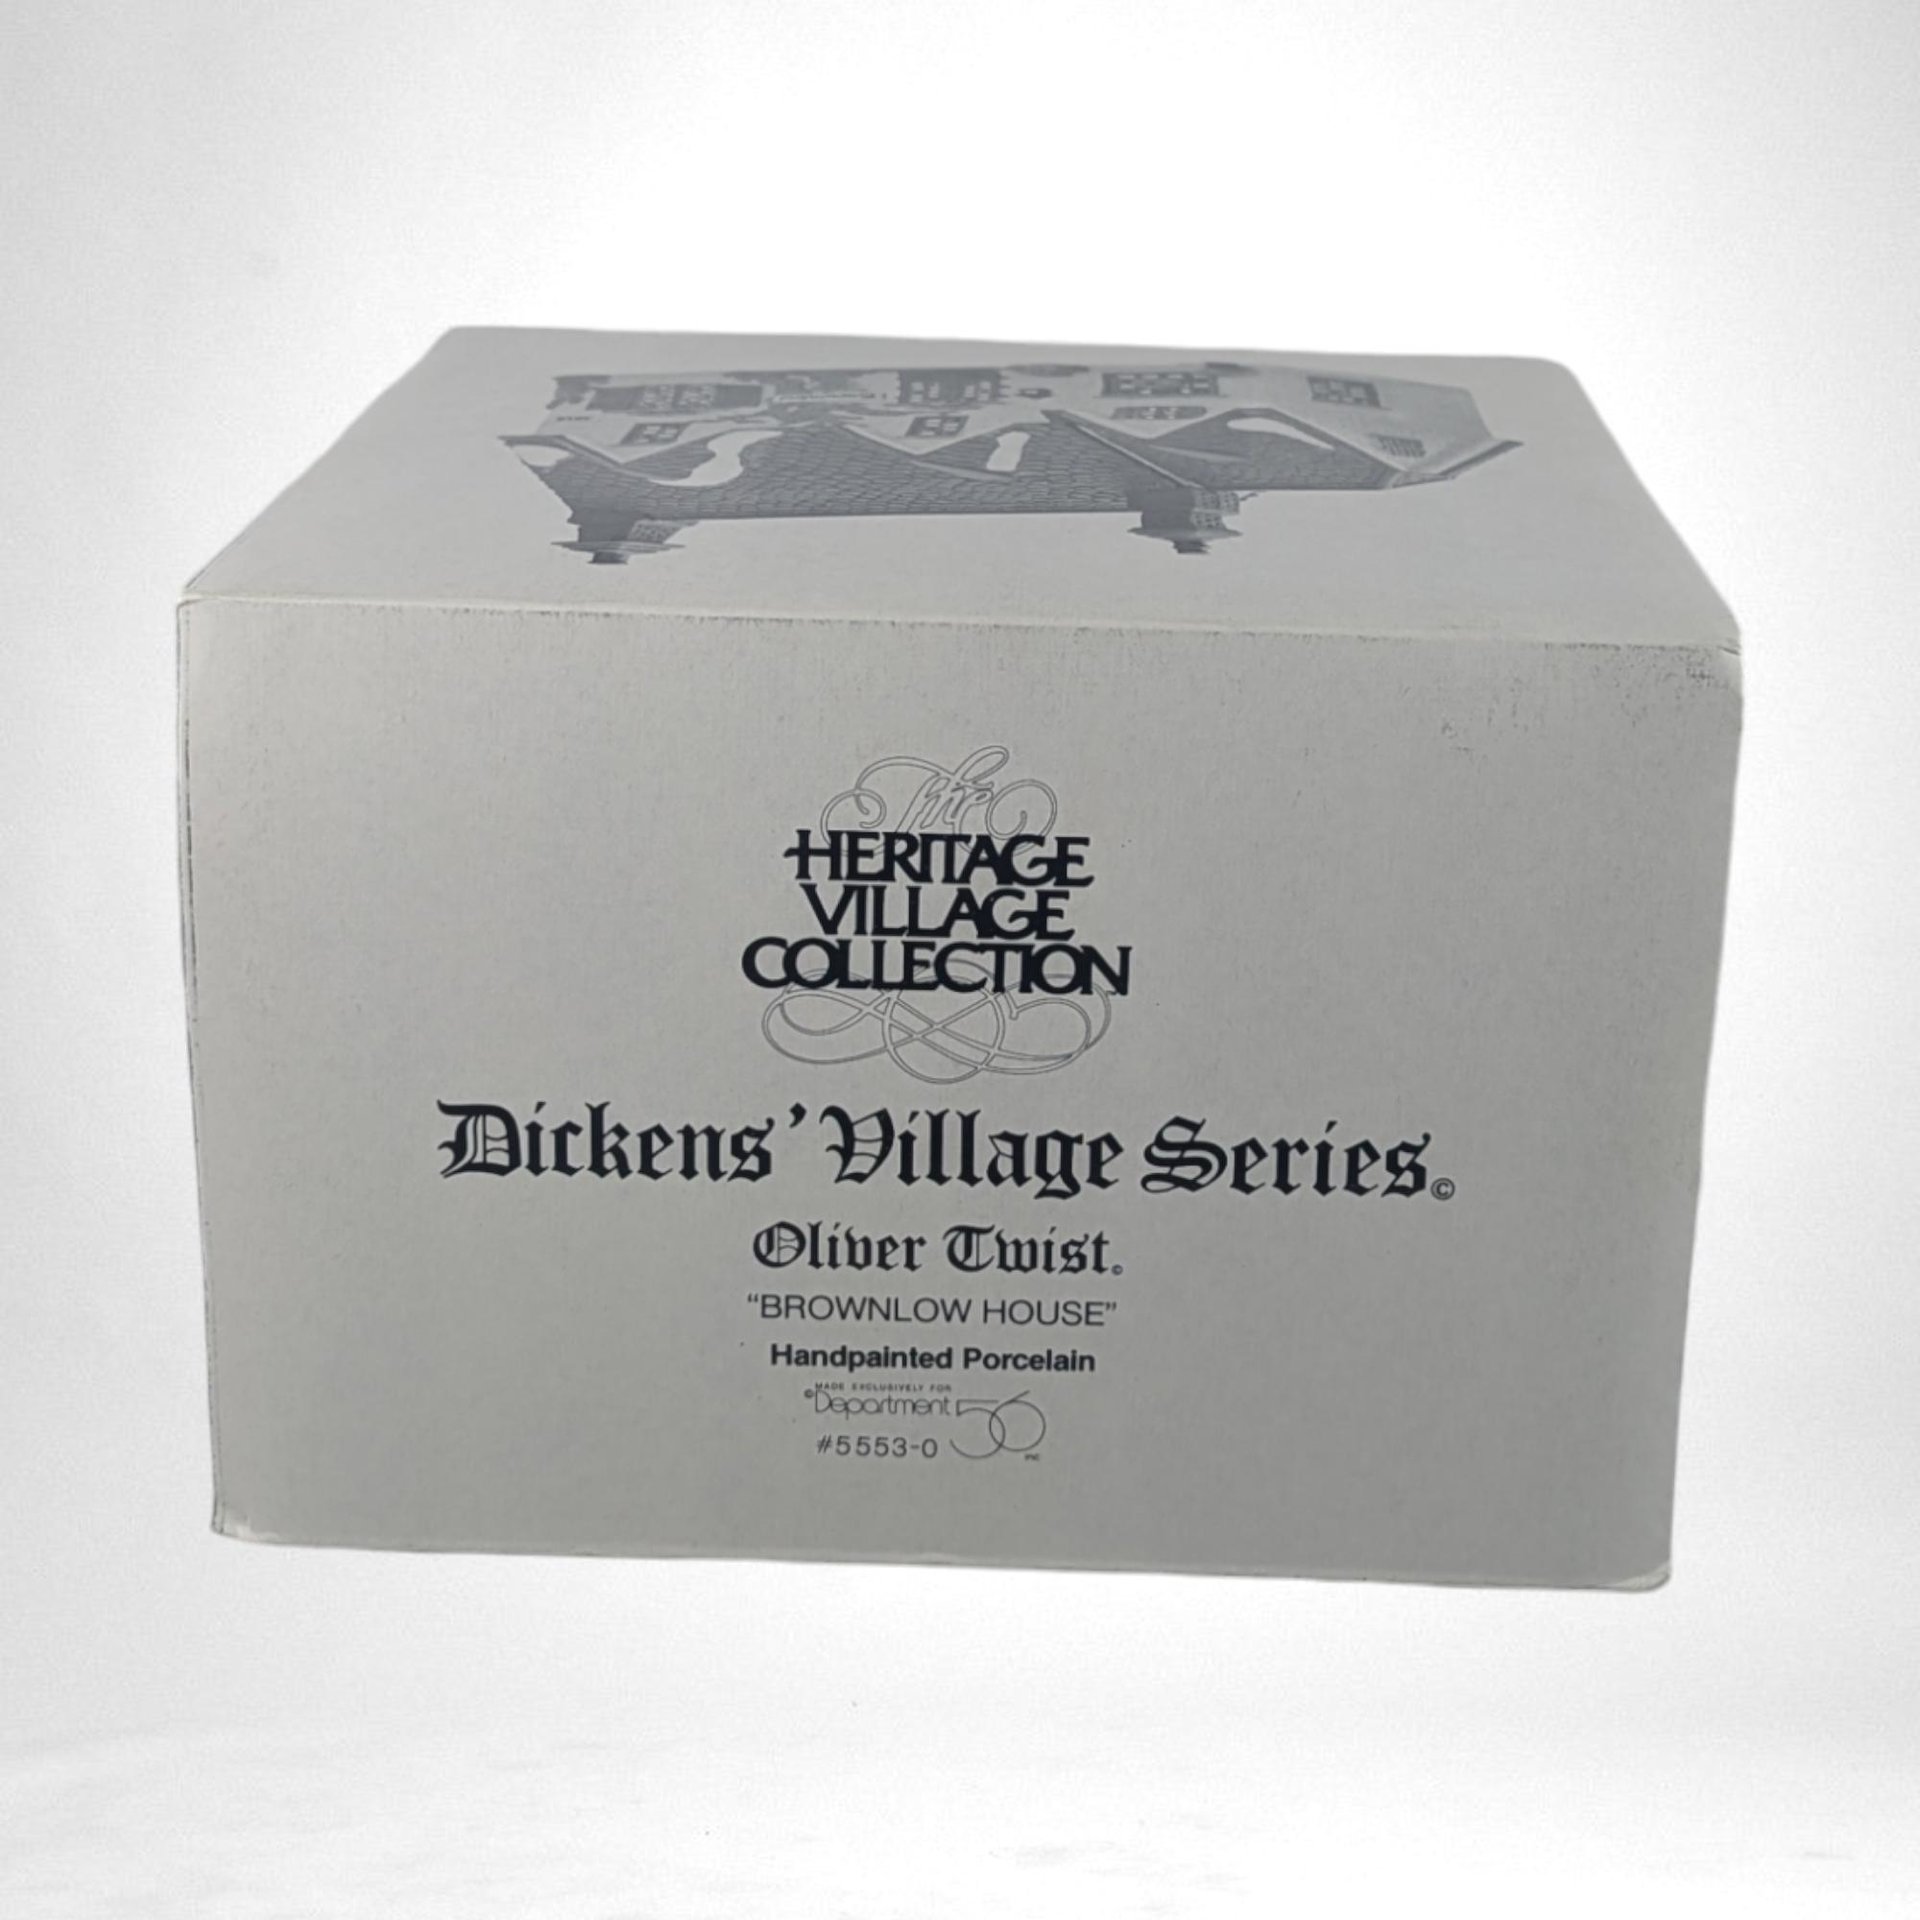 The
HERITAGE
VILLAGE
COLLECTION
Dickens' Village Series©
Oliver Twist©
“BROWNLOW HOUSE”
Handpainted Porcelain
MADE EXCLUSIVELY FOR
©Department 56 INC
#5553-0